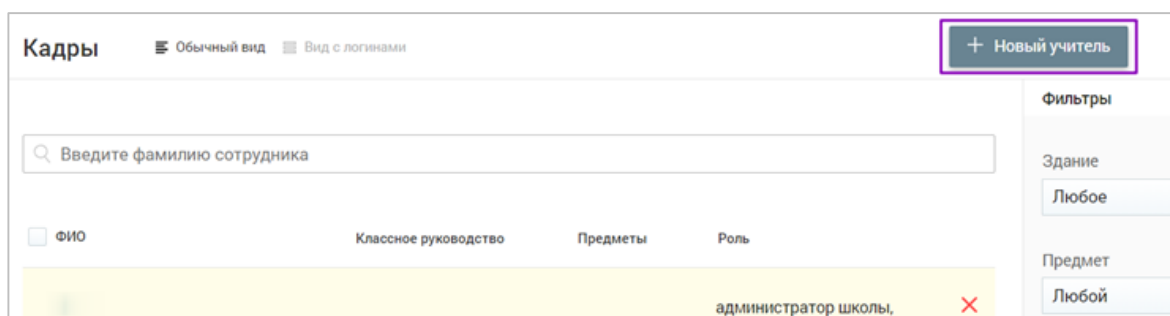 Кадры Обычный вид Вид с логинами + Новый учитель
Фильтры
Введите фамилию сотрудника
Здание
Любое
ФИО Классное руководство Предметы Роль
Предмет
Любой
администратор школы,